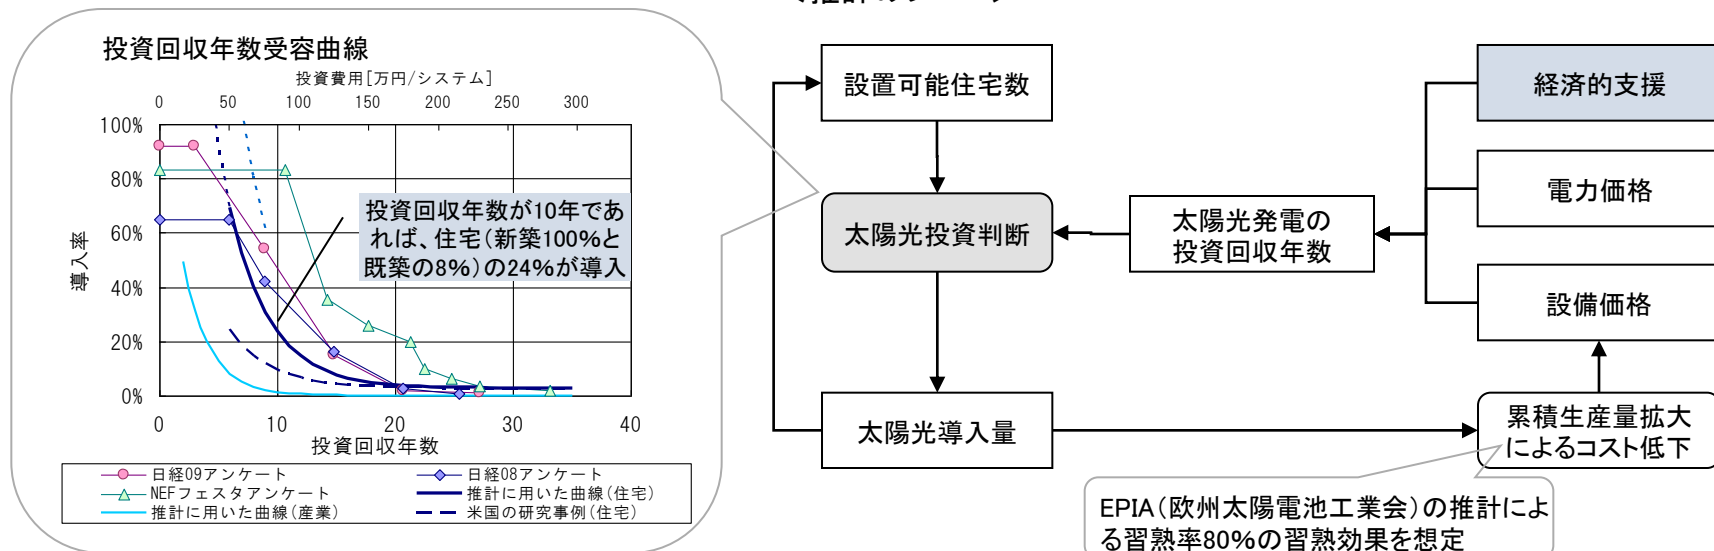 投資回収年数受容曲線
投資費用[万円/システム]
0 50 100 150 200 250 300
100%
80%
60%
40%
20%
0%
導入率
0 10 20 30 40
投資回収年数
投資回収年数が10年であ
れば、住宅(新築100%と
既築の8%)の24%が導入
日経09アンケート
日経08アンケート
NEFフェスタアンケート
推計に用いた曲線(住宅)
推計に用いた曲線(産業)
米国の研究事例(住宅)
設置可能住宅数
太陽光投資判断
太陽光導入量
太陽光発電の
投資回収年数
経済的支援
電力価格
設備価格
累積生産量拡大
によるコスト低下
EPIA(欧州太陽電池工業会)の推計によ
る習熟率80%の習熟効果を想定